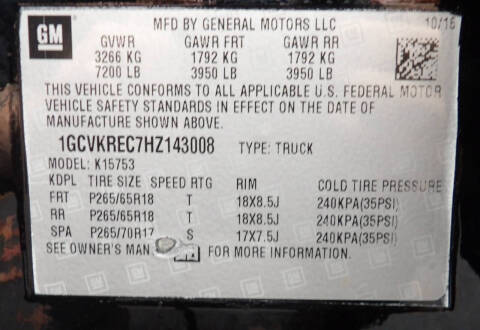 GM
MFD BY GENERAL MOTORS LLC 10/16
GVWR GAWR FRT GAWR RR
3266 KG 1792 KG 1792 KG
7200 LB 3950 LB 3950 LB
THIS VEHICLE CONFORMS TO ALL APPLICABLE U.S. FEDERAL MOTOR
VEHICLE SAFETY STANDARDS IN EFFECT ON THE DATE OF
MANUFACTURE SHOWN ABOVE.
1GCVKREC7HZ143008 TYPE: TRUCK
MODEL: K15753
KDPL TIRE SIZE SPEED RTG RIM COLD TIRE PRESSURE
FRT P265/65R18 T 18X8.5J 240KPA(35PSI)
RR P265/65R18 T 18X8.5J 240KPA(35PSI)
SPA P265/70R17 S 17X7.5J 240KPA(35PSI)
SEE OWNER'S MAN FOR MORE INFORMATION.